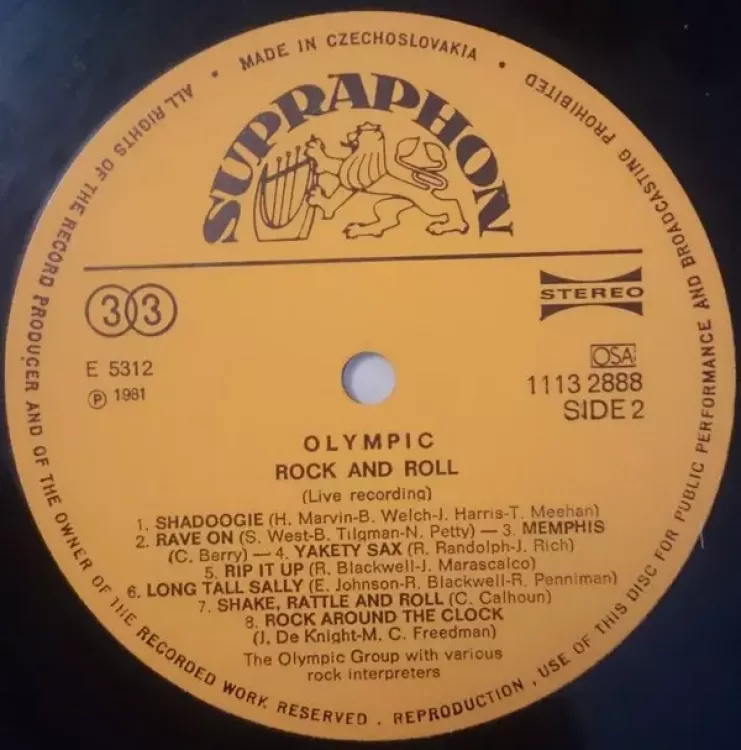 ALL RIGHTS OF THE RECORD PRODUCER AND OF THE OWNER OF THE RECORDED WORK RESERVED . REPRODUCTION , USE OF THIS DISC FOR PUBLIC PERFORMANCE AND BROADCASTING PROHIBITED
• MADE IN CZECHOSLOVAKIA •
SUPRAPHON
33
STEREO
E 5312
Ⓟ 1981
OSA
1113 2888
SIDE 2
OLYMPIC
ROCK AND ROLL
(Live recording)
1. SHADOOGIE (H. Marvin-B. Welch-J. Harris-T. Meehan)
2. RAVE ON (S. West-B. Tilgman-N. Petty) — 3. MEMPHIS
(C. Berry) — 4. YAKETY SAX (R. Randolph-J. Rich)
5. RIP IT UP (R. Blackwell-J. Marascalco)
6. LONG TALL SALLY (E. Johnson-R. Blackwell-R. Penniman)
7. SHAKE, RATTLE AND ROLL (C. Calhoun)
8. ROCK AROUND THE CLOCK
(J. De Knight-M. C. Freedman)
The Olympic Group with various
rock interpreters